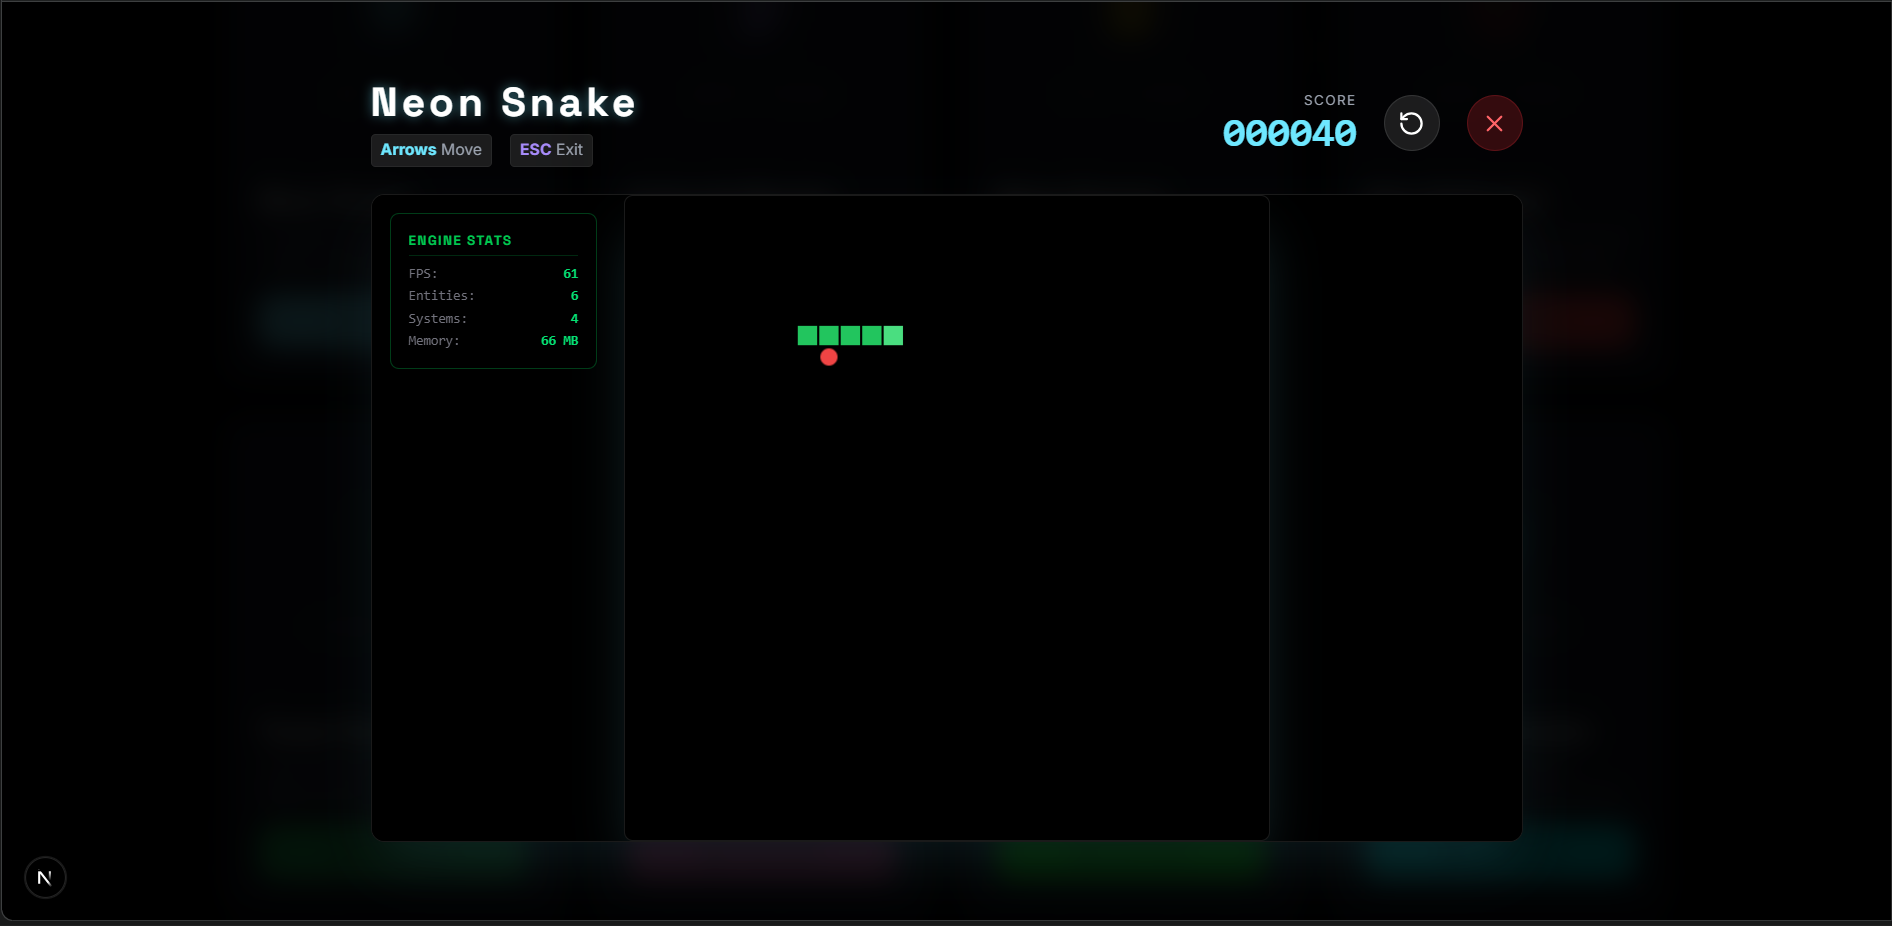 Neon Snake
Arrows Move
ESC Exit
SCORE
000040
ENGINE STATS
FPS: 61
Entities: 6
Systems: 4
Memory: 66 MB
N